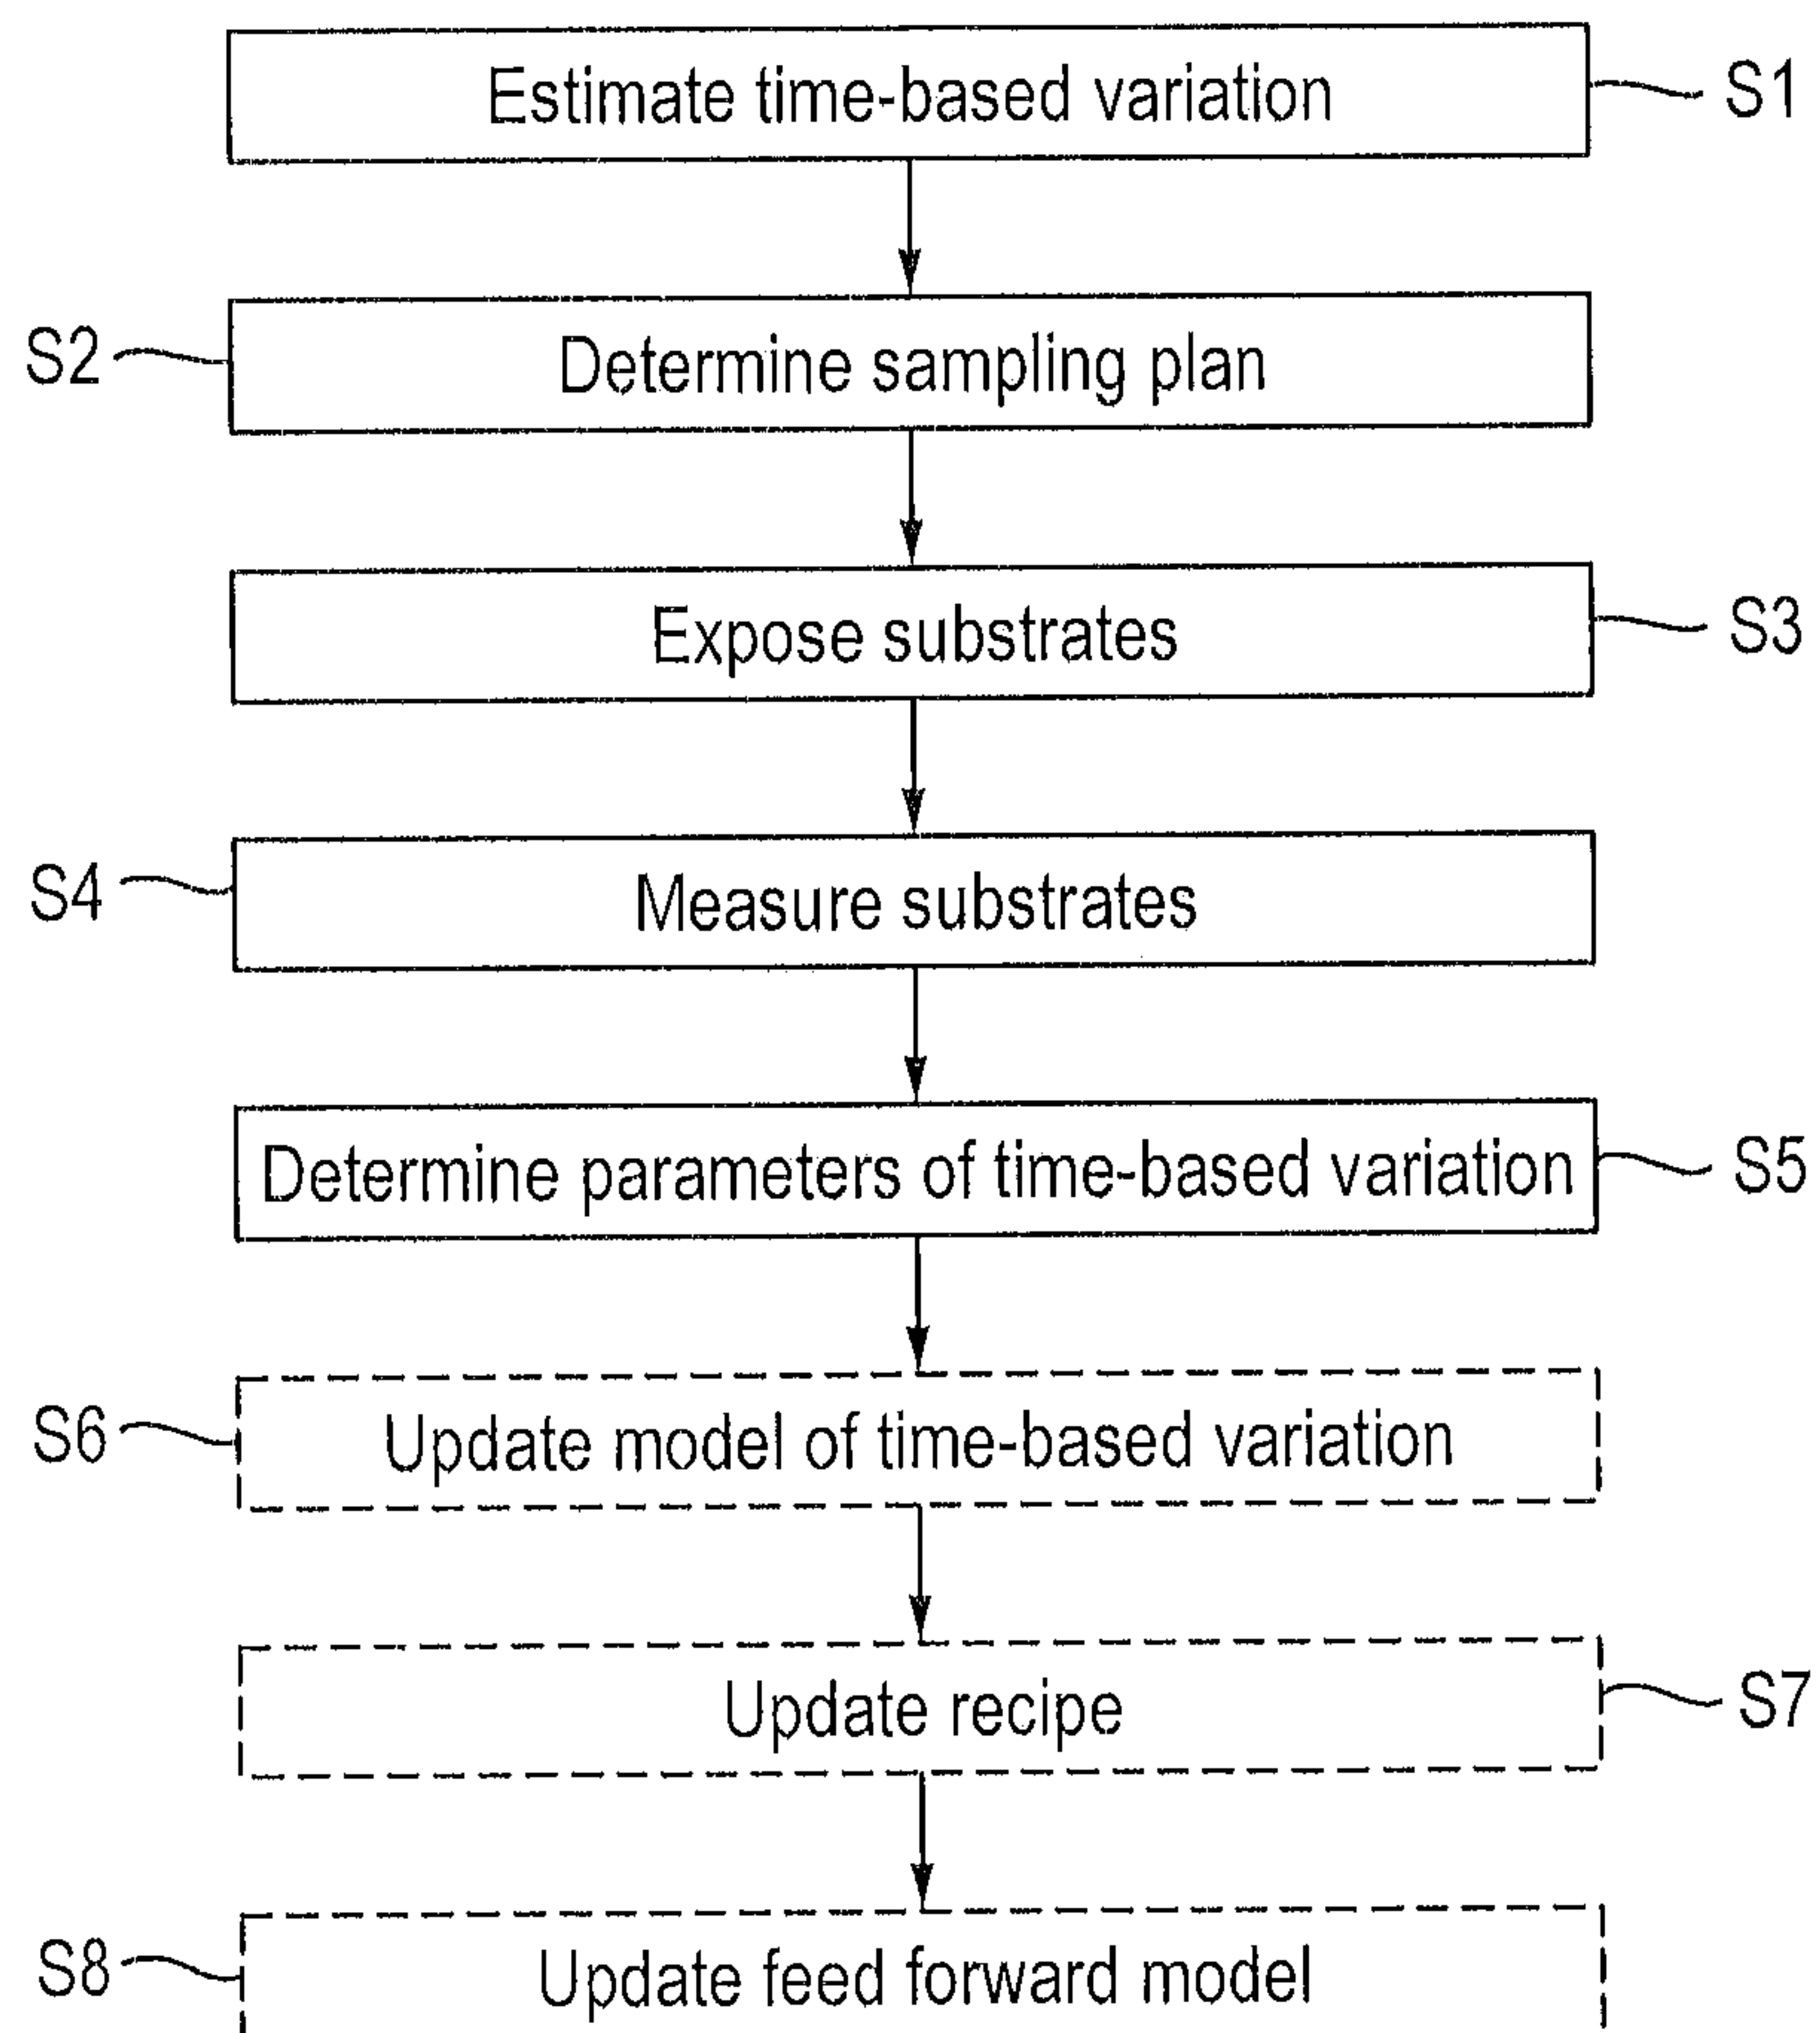 Estimate time-based variation
S1
S2
Determine sampling plan
Expose substrates
S3
S4
Measure substrates
Determine parameters of time-based variation
S5
S6
Update model of time-based variation
Update recipe
S7
S8
Update feed forward model